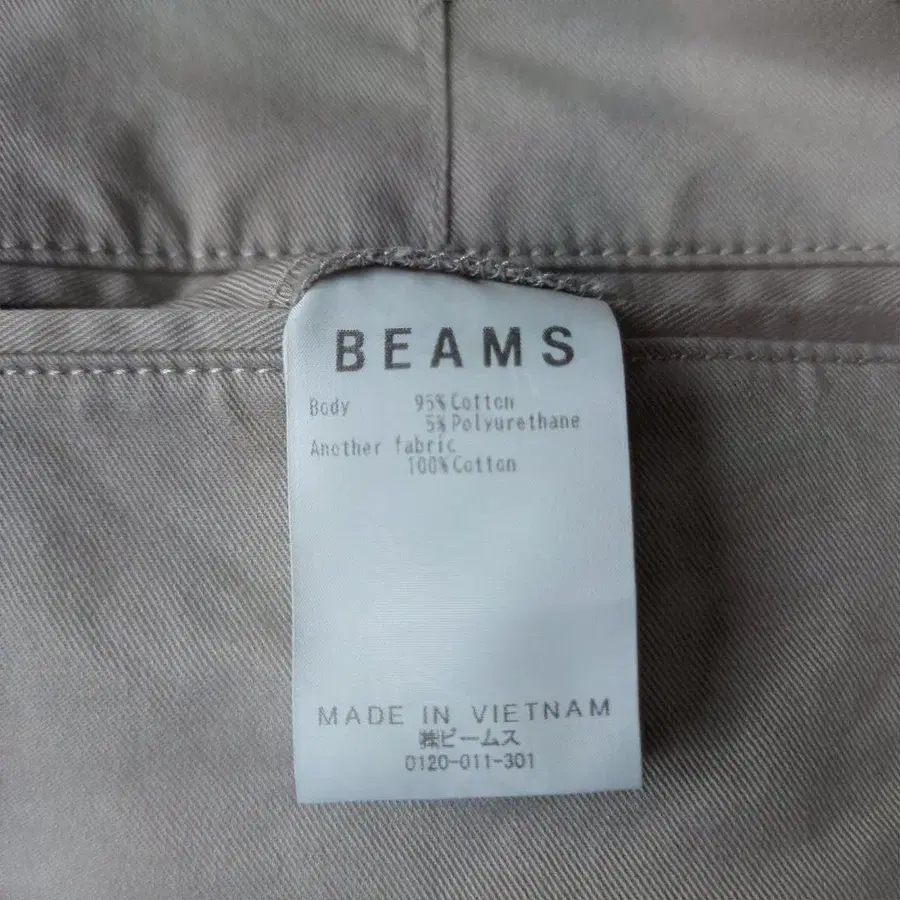 BEAMS
Body 95% Cotton
5% Polyurethane
Another fabric
100% Cotton
MADE IN VIETNAM
㈱ビームス
0120-011-301